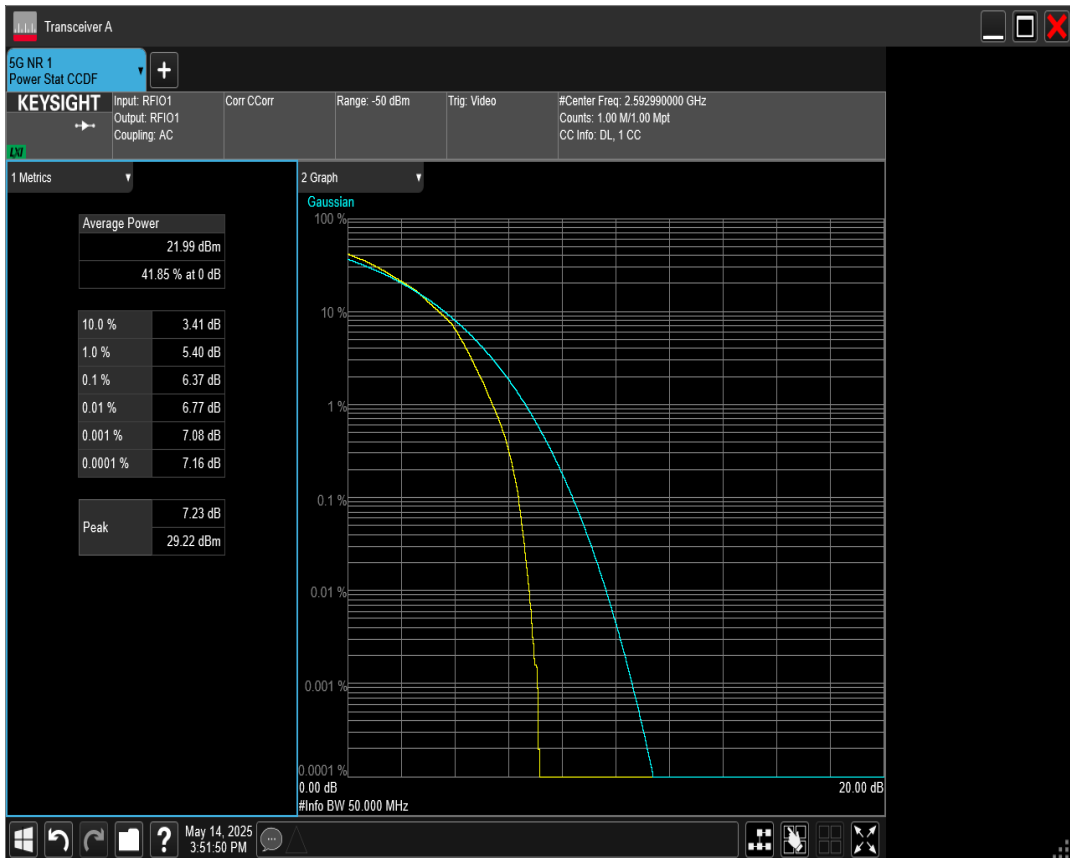 Transceiver A
5G NR 1
Power Stat CCDF
+
KEYSIGHT
LXI
Input: RFIO1
Output: RFIO1
Coupling: AC
Corr CCorr
Range: -50 dBm
Trig: Video
#Center Freq: 2.592990000 GHz
Counts: 1.00 M/1.00 Mpt
CC Info: DL, 1 CC
1 Metrics
Average Power
21.99 dBm
41.85 % at 0 dB
10.0 % 3.41 dB
1.0 % 5.40 dB
0.1 % 6.37 dB
0.01 % 6.77 dB
0.001 % 7.08 dB
0.0001 % 7.16 dB
Peak 7.23 dB
29.22 dBm
2 Graph
Gaussian
100 %
10 %
1 %
0.1 %
0.01 %
0.001 %
0.0001 %
0.00 dB 20.00 dB
#Info BW 50.000 MHz
?
May 14, 2025
3:51:50 PM